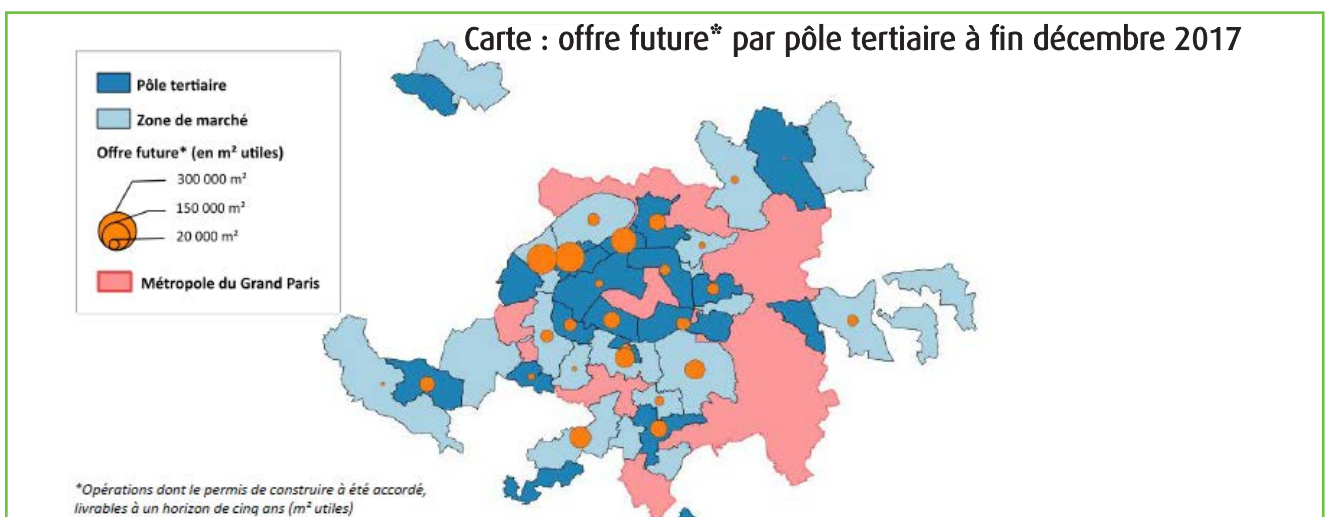 Carte : offre future* par pôle tertiaire à fin décembre 2017
Pôle tertiaire
Zone de marché
Offre future* (en m² utiles)
300 000 m²
150 000 m²
20 000 m²
Métropole du Grand Paris
*Opérations dont le permis de construire à été accordé,
livrables à un horizon de cinq ans (m² utiles)